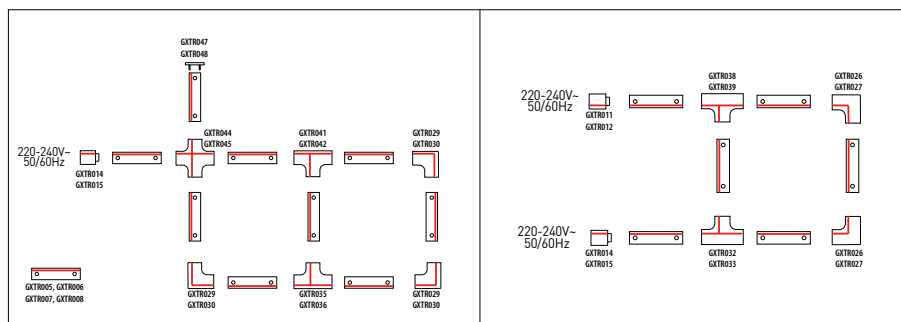 GXTR047
GXTR048
GXTR044
GXTR045
GXTR041
GXTR042
GXTR029
GXTR030
220-240V~
50/60Hz
GXTR014
GXTR015
GXTR005, GXTR006
GXTR007, GXTR008
GXTR029
GXTR030
GXTR035
GXTR036
GXTR029
GXTR030
220-240V~
50/60Hz
GXTR011
GXTR012
GXTR038
GXTR039
GXTR026
GXTR027
220-240V~
50/60Hz
GXTR014
GXTR015
GXTR032
GXTR033
GXTR026
GXTR027